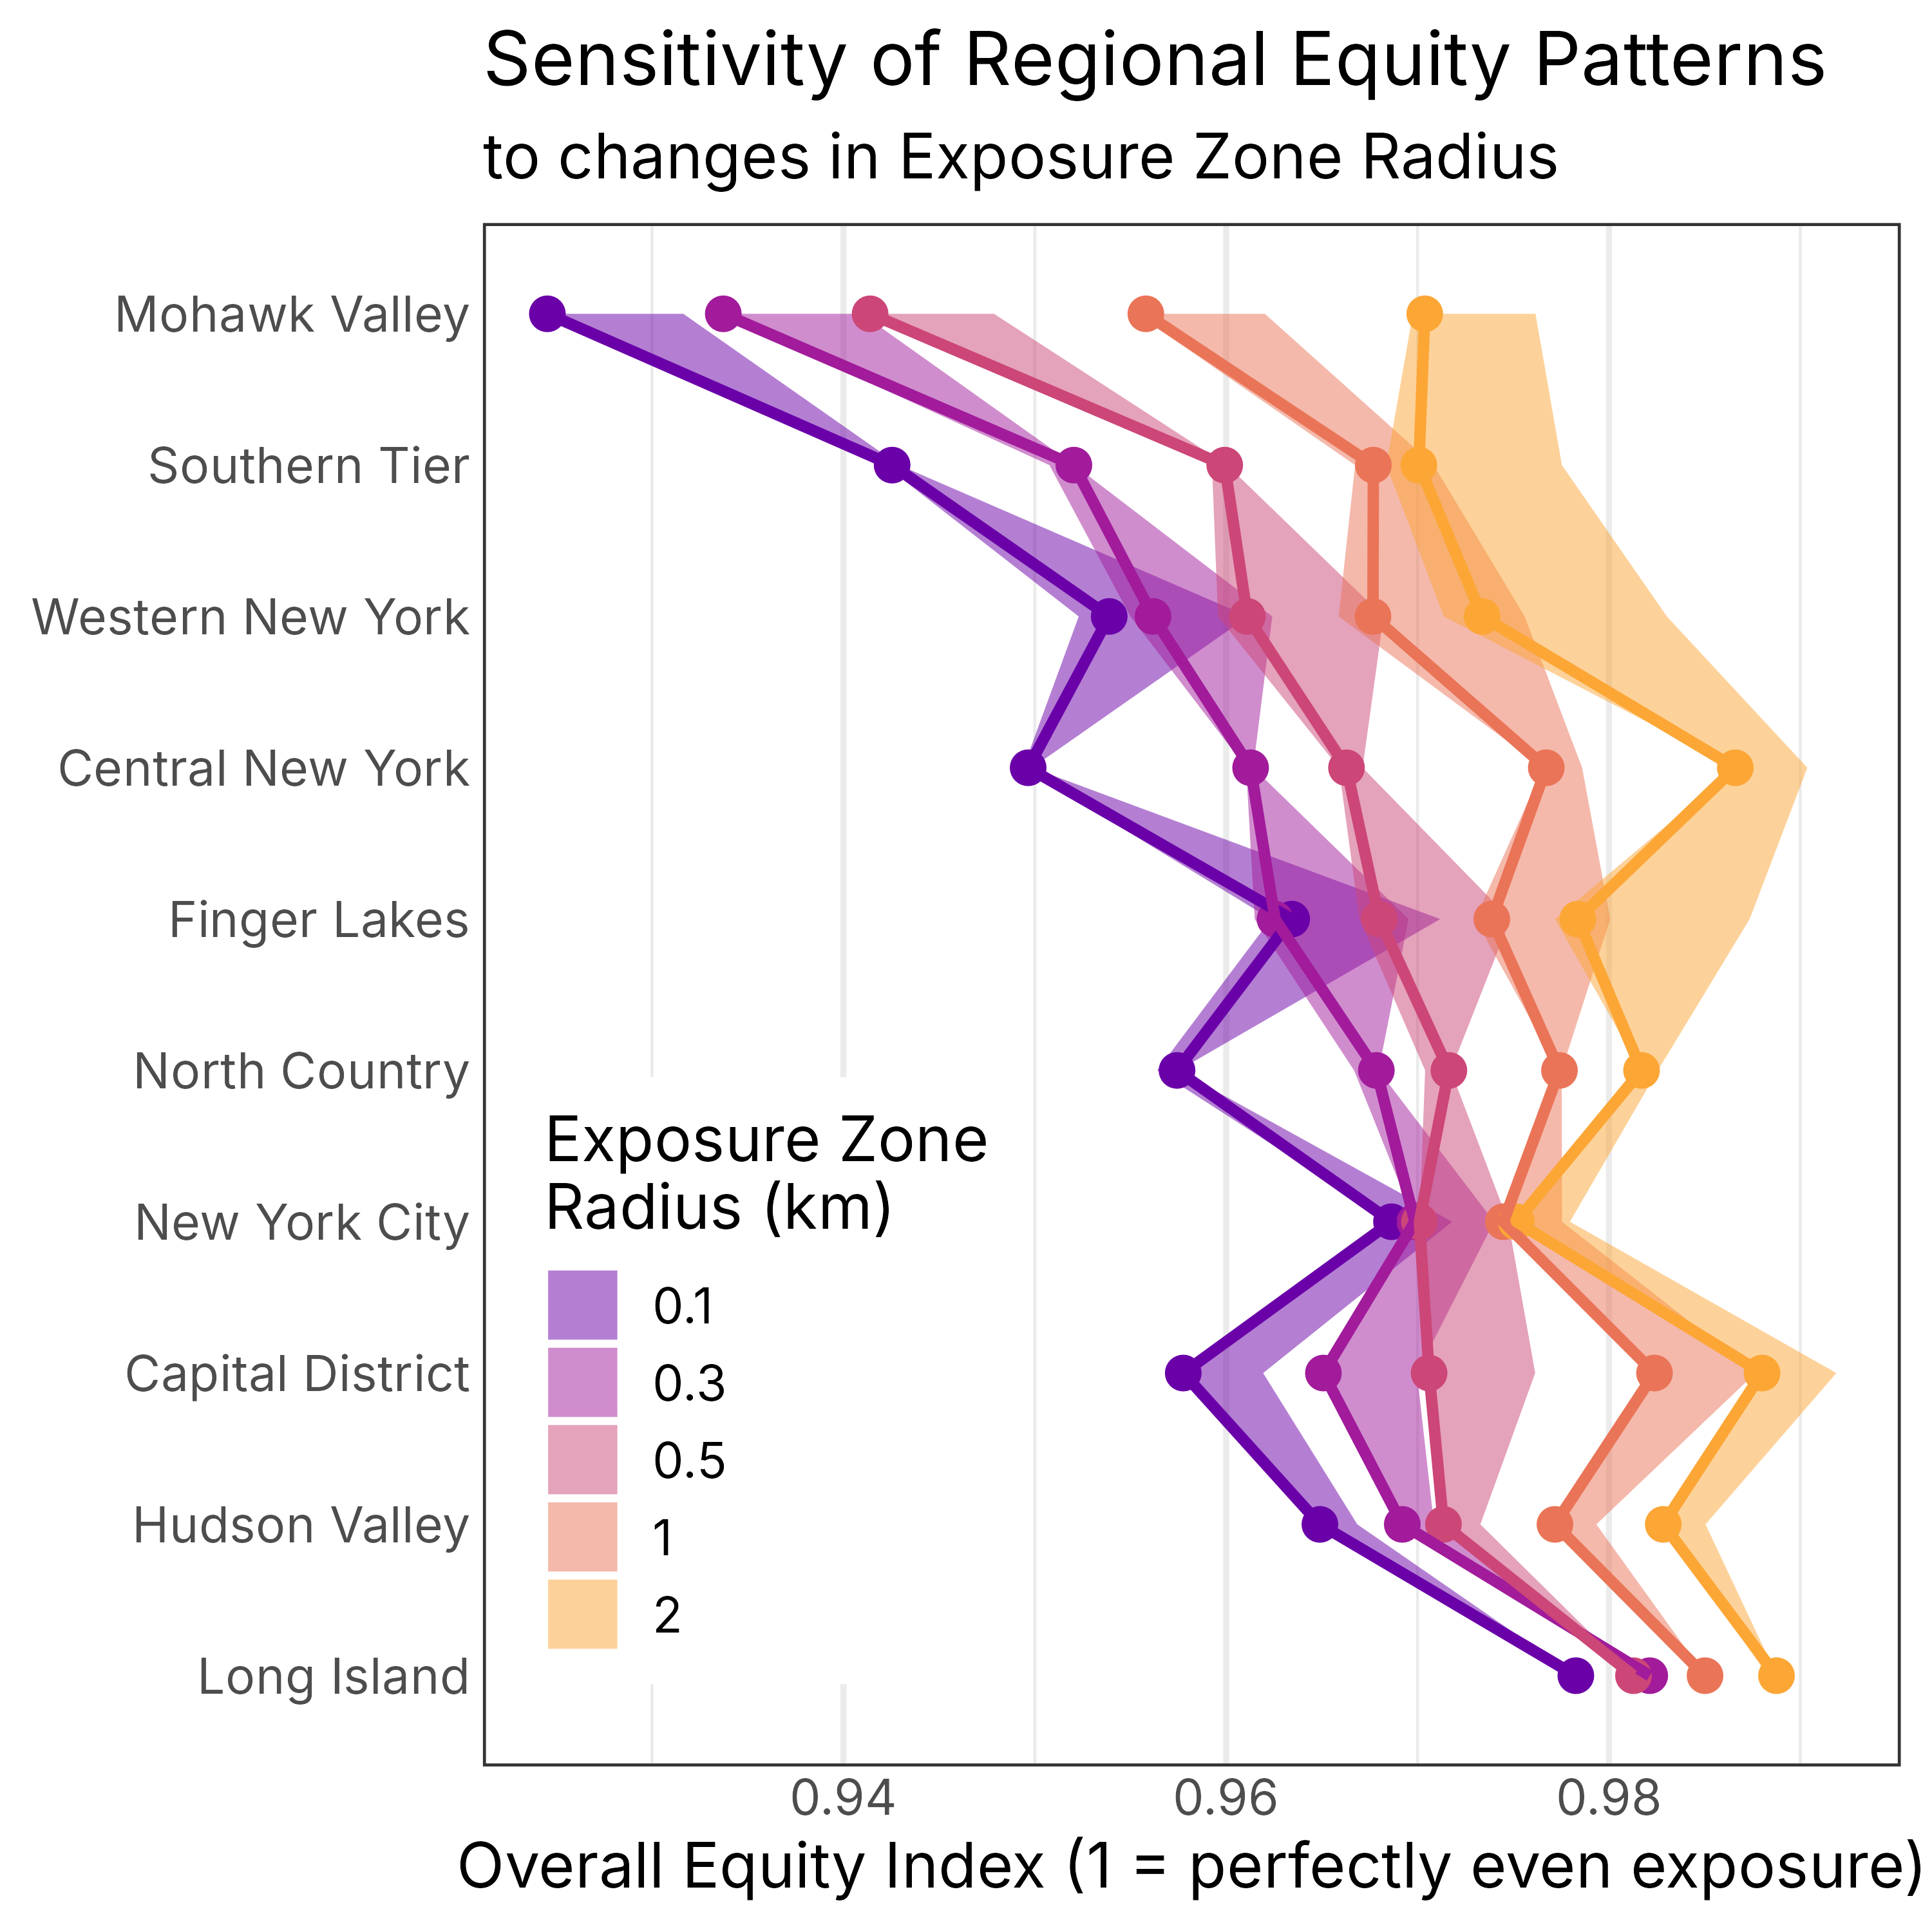 Sensitivity of Regional Equity Patterns
to changes in Exposure Zone Radius
Mohawk Valley
Southern Tier
Western New York
Central New York
Finger Lakes
North Country
New York City
Capital District
Hudson Valley
Long Island
Exposure Zone
Radius (km)
0.1
0.3
0.5
1
2
0.94 0.96 0.98
Overall Equity Index (1 = perfectly even exposure)